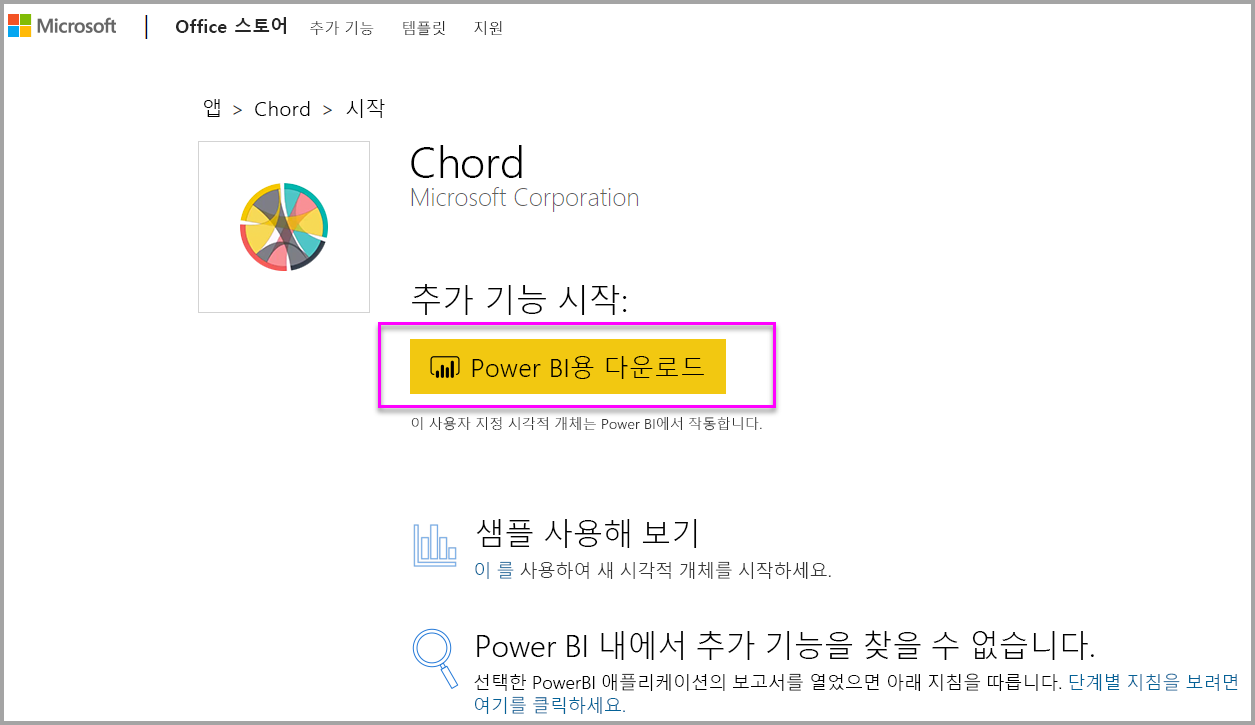 Microsoft | Office 스토어 추가 기능 템플릿 지원
앱 > Chord > 시작
Chord
Microsoft Corporation
추가 기능 시작:
Power BI용 다운로드
이 사용자 지정 시각적 개체는 Power BI에서 작동합니다.
샘플 사용해 보기
이 를 사용하여 새 시각적 개체를 시작하세요.
Power BI 내에서 추가 기능을 찾을 수 없습니다.
선택한 PowerBI 애플리케이션의 보고서를 열었으면 아래 지침을 따릅니다. 단계별 지침을 보려면
여기를 클릭하세요.